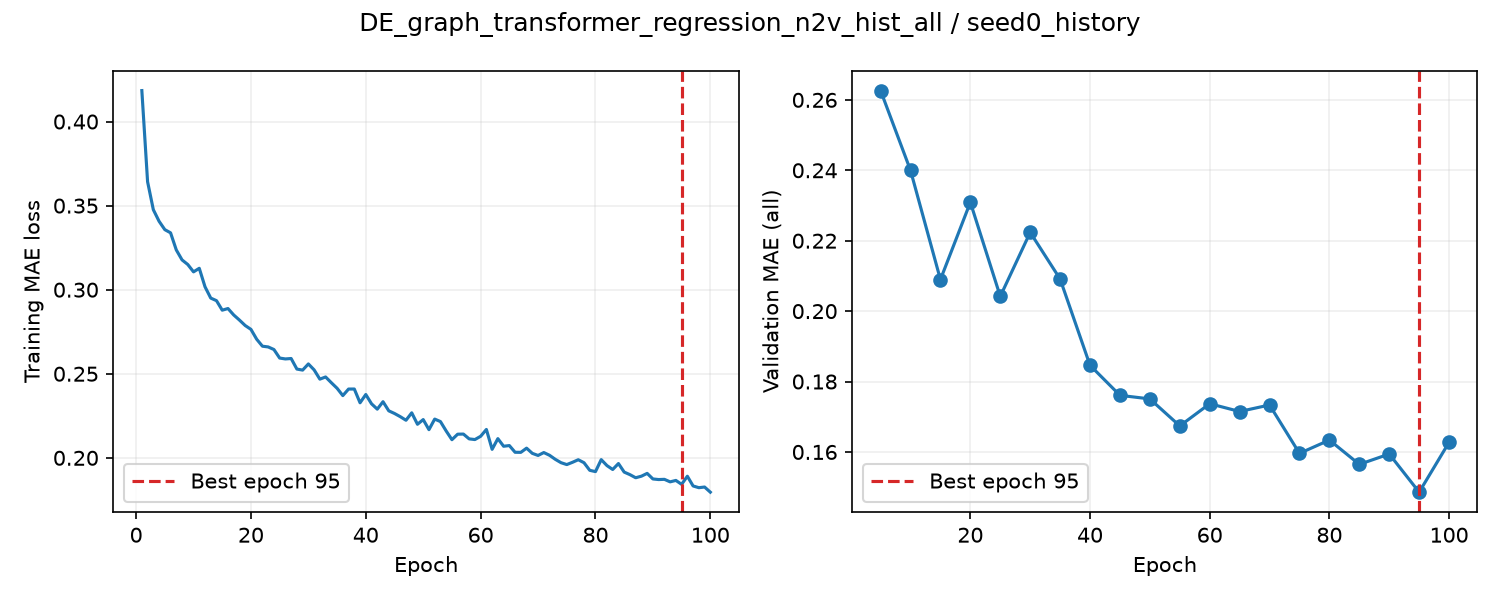 DE_graph_transformer_regression_n2v_hist_all / seed0_history
Training MAE loss
0.40
0.35
0.30
0.25
0.20
Best epoch 95
0 20 40 60 80 100
Epoch
Validation MAE (all)
0.26
0.24
0.22
0.20
0.18
0.16
Best epoch 95
20 40 60 80 100
Epoch